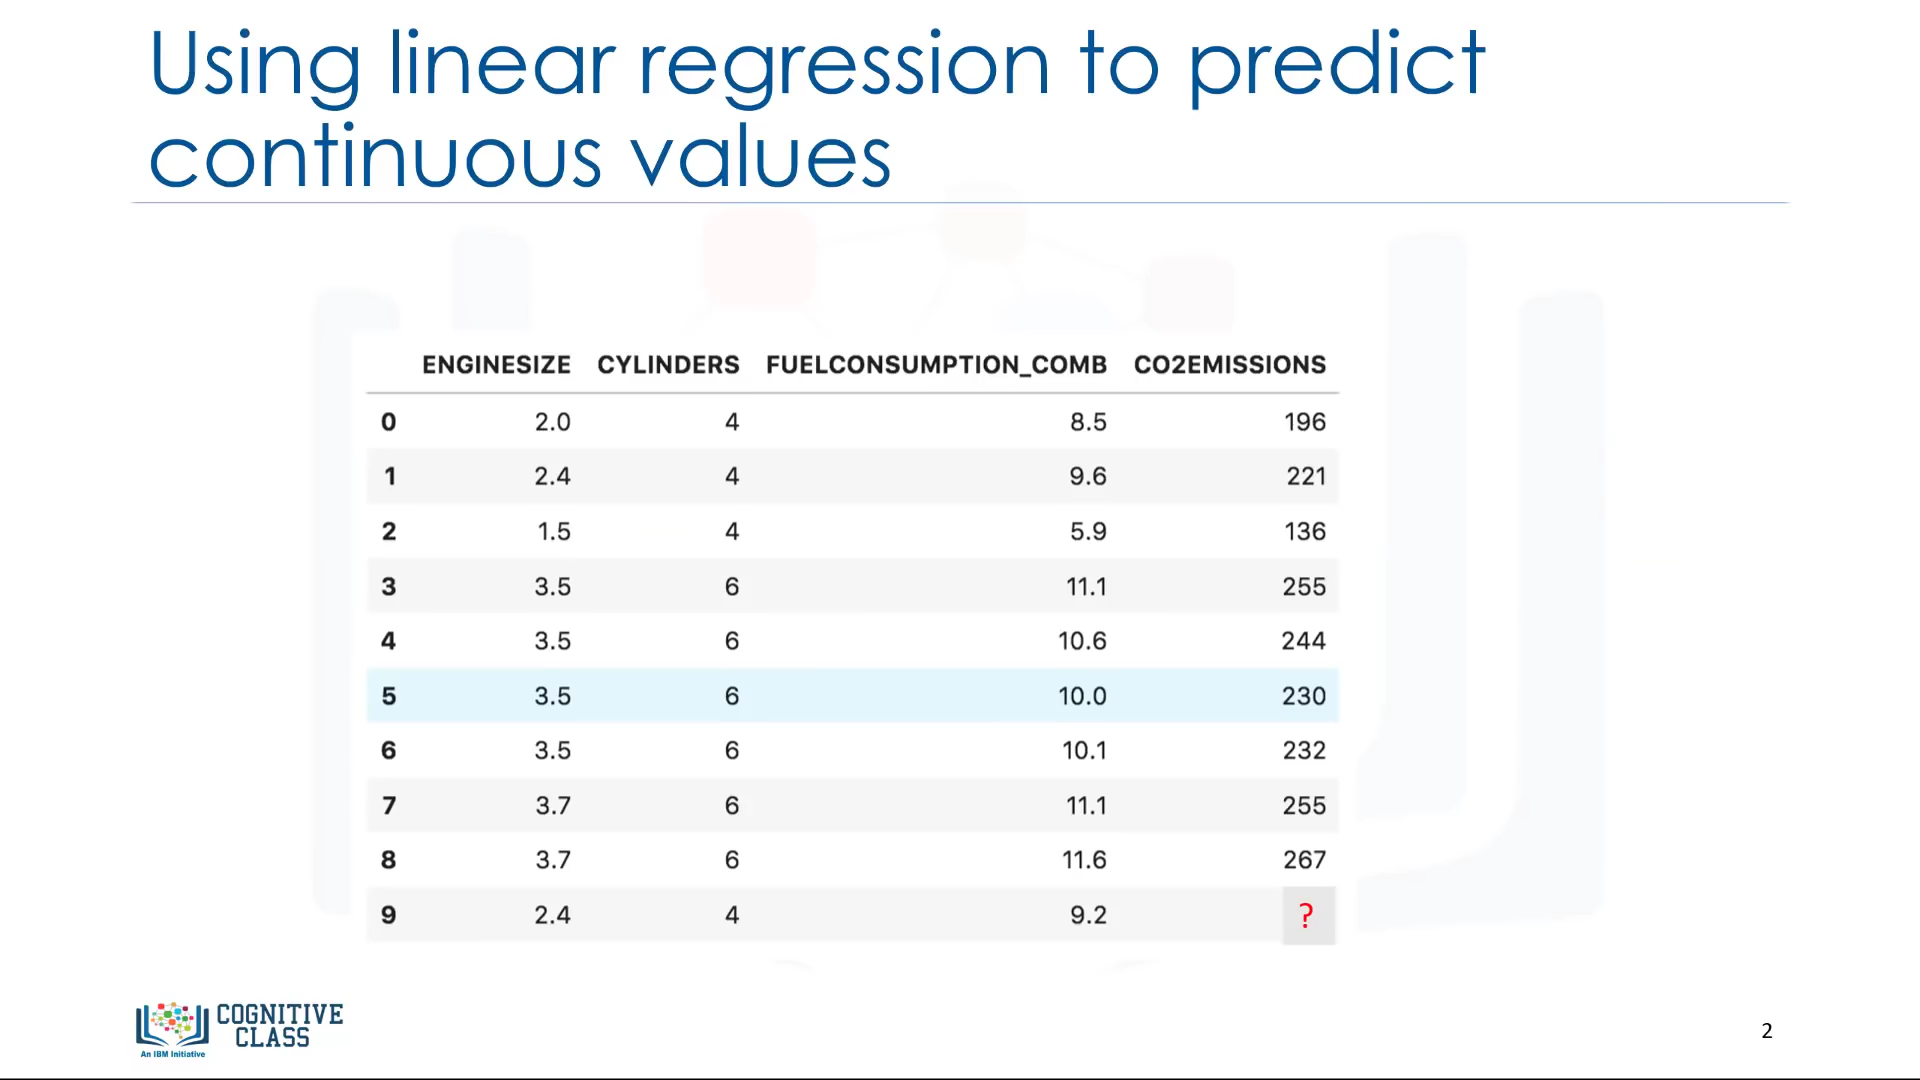 Using linear regression to predict
continuous values
ENGINESIZE CYLINDERS FUELCONSUMPTION_COMB CO2EMISSIONS
0 2.0 4 8.5 196
1 2.4 4 9.6 221
2 1.5 4 5.9 136
3 3.5 6 11.1 255
4 3.5 6 10.6 244
5 3.5 6 10.0 230
6 3.5 6 10.1 232
7 3.7 6 11.1 255
8 3.7 6 11.6 267
9 2.4 4 9.2 ?
COGNITIVE
CLASS
An IBM Initiative
2